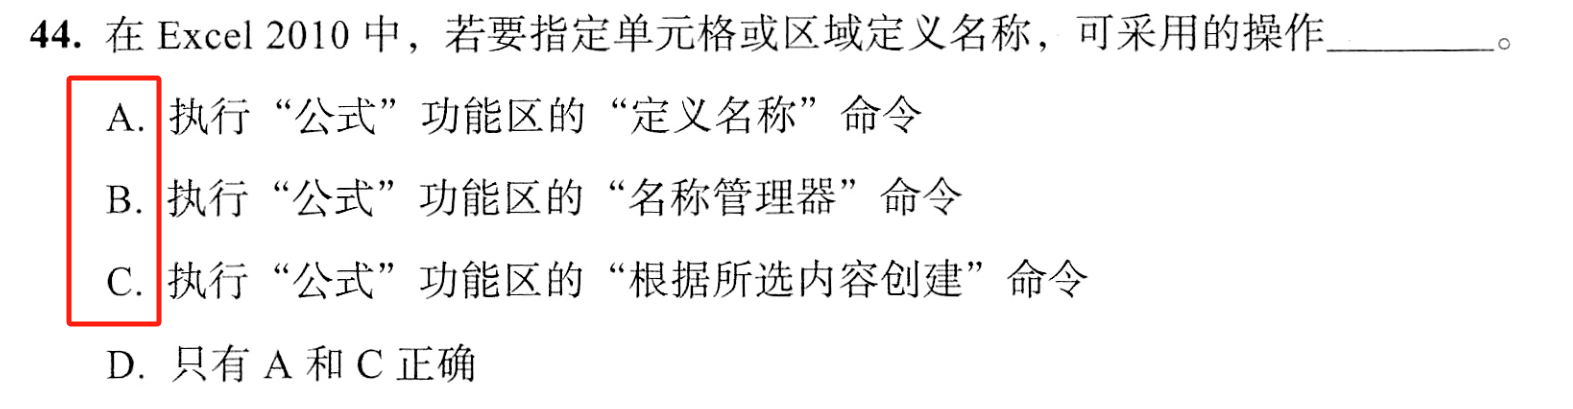 44. 在 Excel 2010 中，若要指定单元格或区域定义名称，可采用的操作________。
A. 执行“公式”功能区的“定义名称”命令
B. 执行“公式”功能区的“名称管理器”命令
C. 执行“公式”功能区的“根据所选内容创建”命令
D. 只有 A 和 C 正确